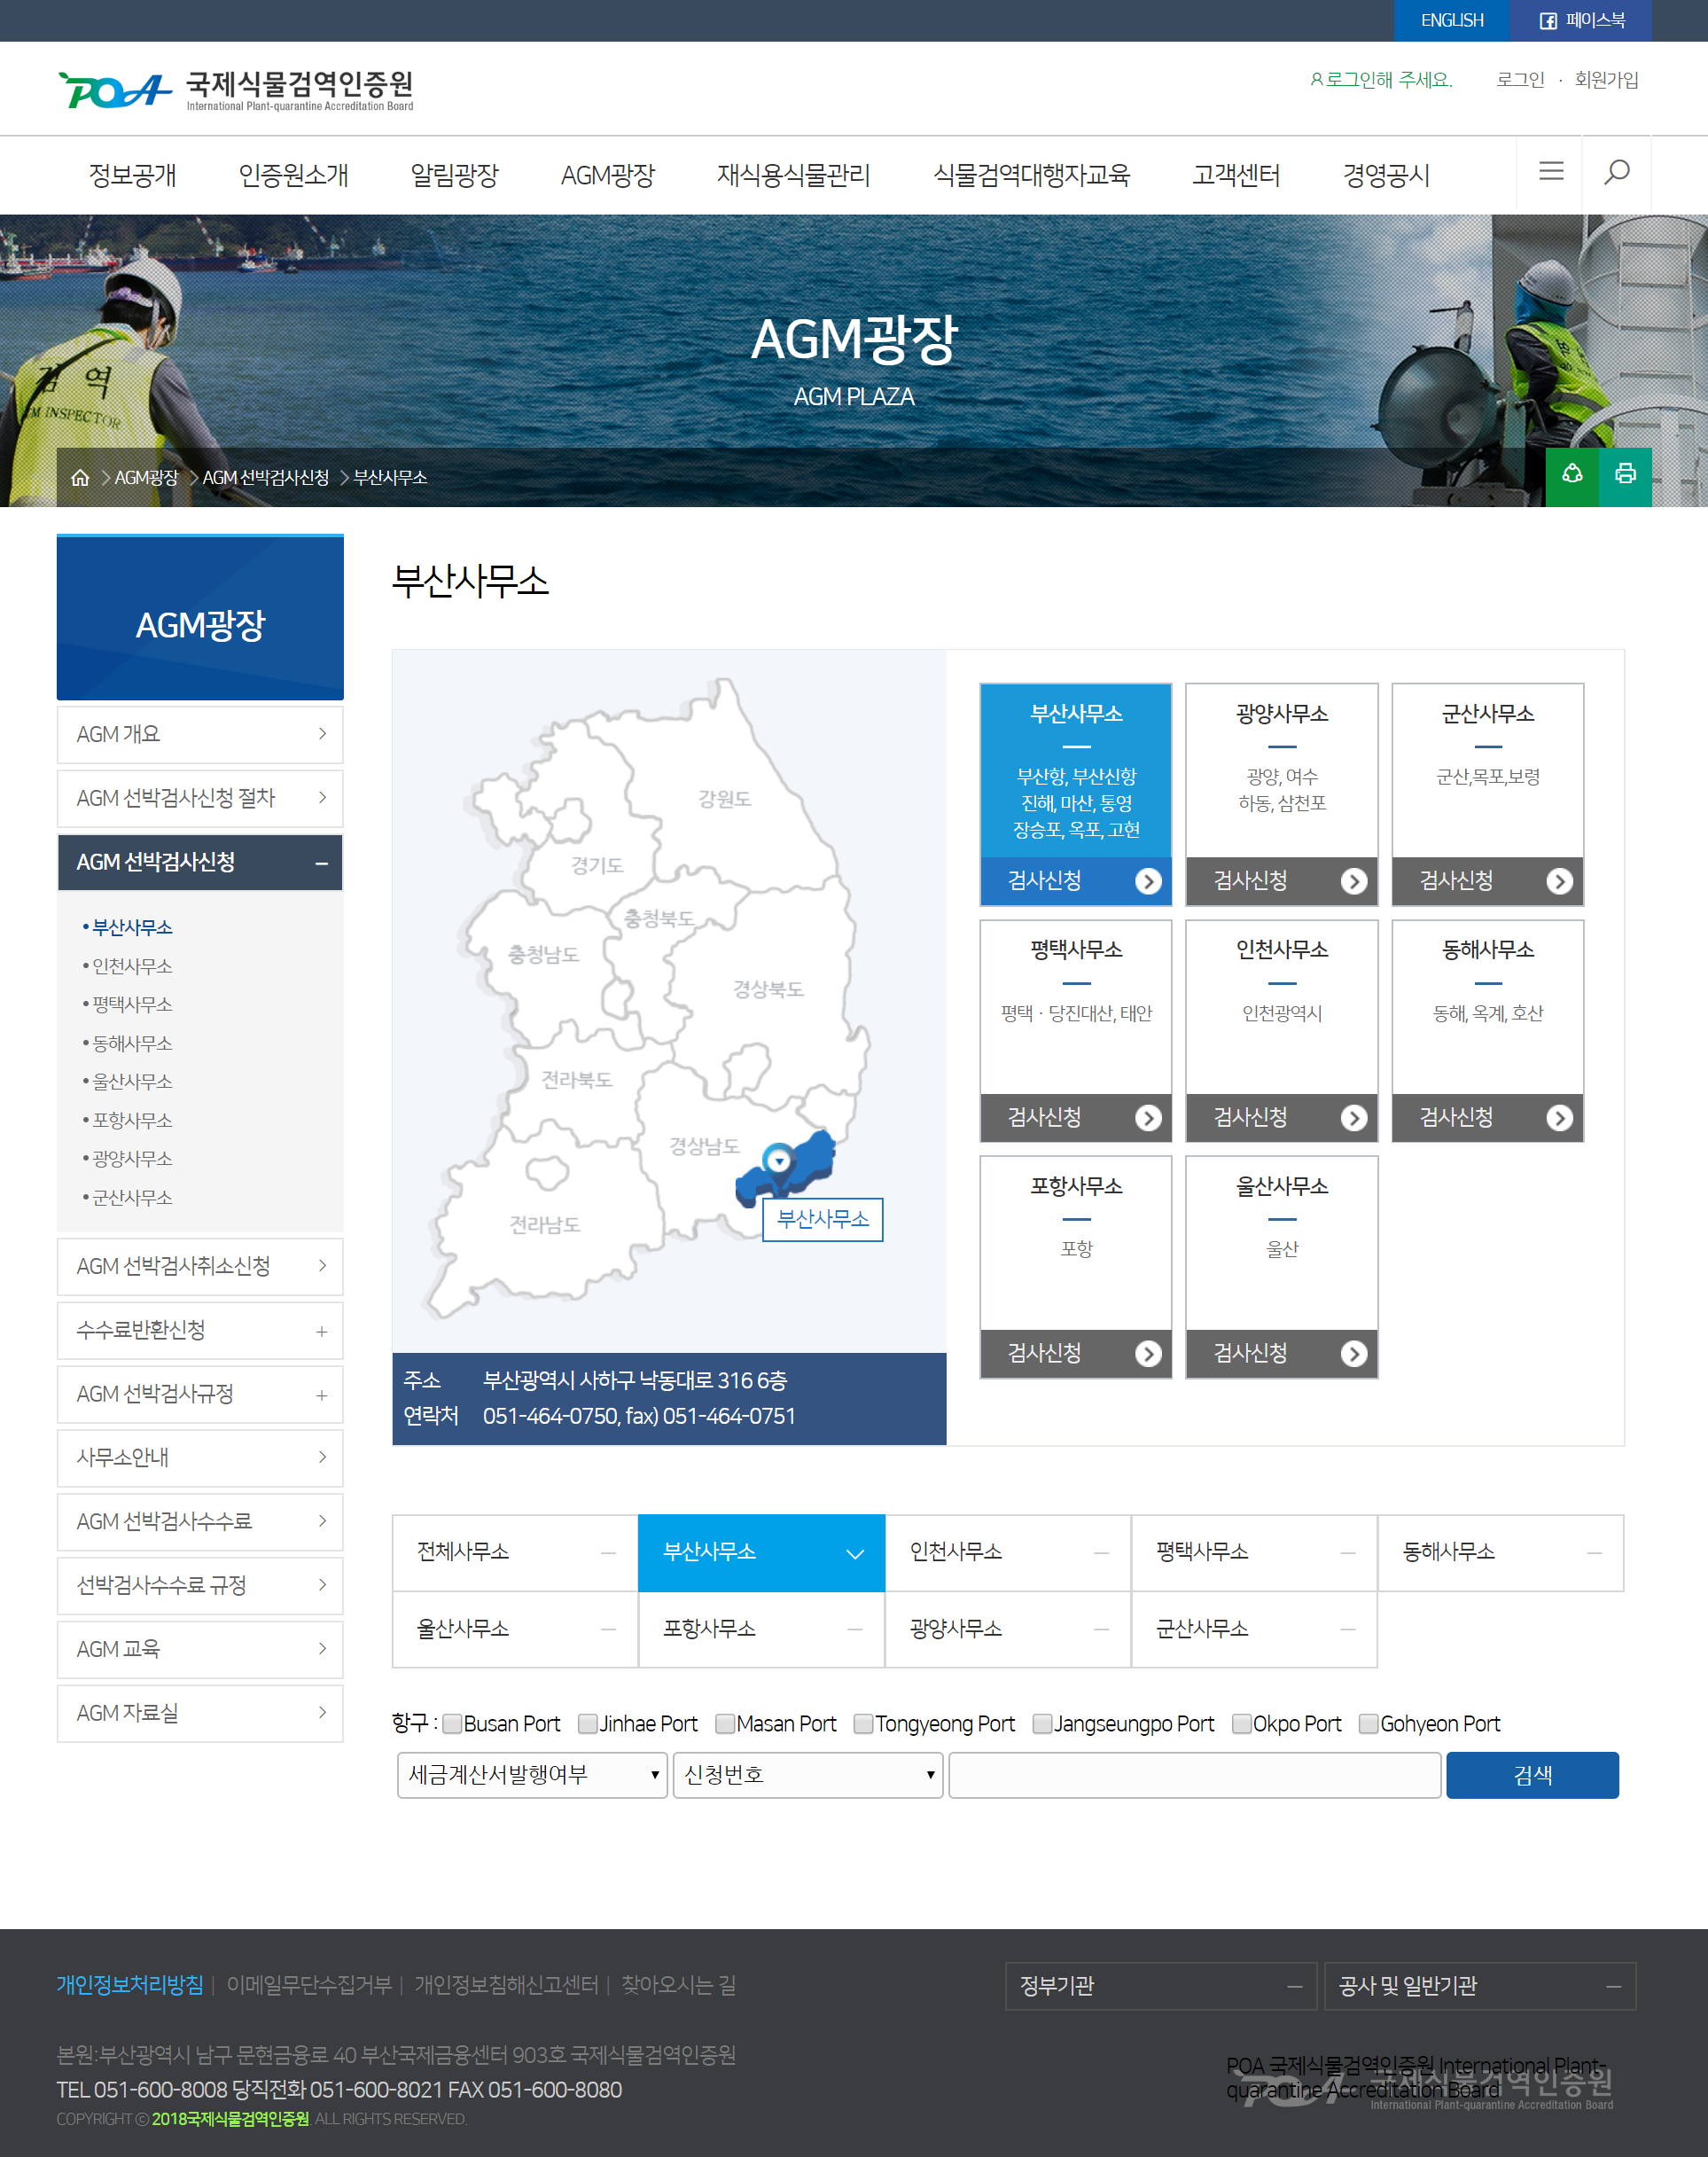 ENGLISH
페이스북
POA 국제식물검역인증원
International Plant-quarantine Accreditation Board
로그인해 주세요.
로그인 · 회원가입
정보공개
인증원소개
알림광장
AGM광장
재식용식물관리
식물검역대행자교육
고객센터
경영공시
검 역
INSPECTOR
AGM광장
AGM PLAZA
AGM광장
AGM 선박검사신청
부산사무소
AGM광장
AGM 개요
AGM 선박검사신청 절차
AGM 선박검사신청
• 부산사무소
• 인천사무소
• 평택사무소
• 동해사무소
• 울산사무소
• 포항사무소
• 광양사무소
• 군산사무소
AGM 선박검사취소신청
수수료반환신청
AGM 선박검사규정
사무소안내
AGM 선박검사수수료
선박검사수수료 규정
AGM 교육
AGM 자료실
부산사무소
강원도
경기도
충청북도
충청남도
경상북도
전라북도
경상남도
전라남도
부산사무소
주소 부산광역시 사하구 낙동대로 316 6층
연락처 051-464-0750, fax) 051-464-0751
부산사무소
부산항, 부산신항
진해, 마산, 통영
장승포, 옥포, 고현
검사신청
광양사무소
광양, 여수
하동, 삼천포
검사신청
군산사무소
군산,목포,보령
검사신청
평택사무소
평택 · 당진대산, 태안
검사신청
인천사무소
인천광역시
검사신청
동해사무소
동해, 옥계, 호산
검사신청
포항사무소
포항
검사신청
울산사무소
울산
검사신청
전체사무소
부산사무소
인천사무소
평택사무소
동해사무소
울산사무소
포항사무소
광양사무소
군산사무소
항구 : Busan Port Jinhae Port Masan Port Tongyeong Port Jangseungpo Port Okpo Port Gohyeon Port
세금계산서발행여부
신청번호
검색
개인정보처리방침 | 이메일무단수집거부 | 개인정보침해신고센터 | 찾아오시는 길
정부기관
공사 및 일반기관
본원:부산광역시 남구 문현금융로 40 부산국제금융센터 903호 국제식물검역인증원
TEL 051-600-8008 당직전화 051-600-8021 FAX 051-600-8080
COPYRIGHT ⓒ 2018국제식물검역인증원. ALL RIGHTS RESERVED.
POA 국제식물검역인증원 International Plant-
quarantine Accreditation Board
POA 국제식물검역인증원
International Plant-quarantine Accreditation Board